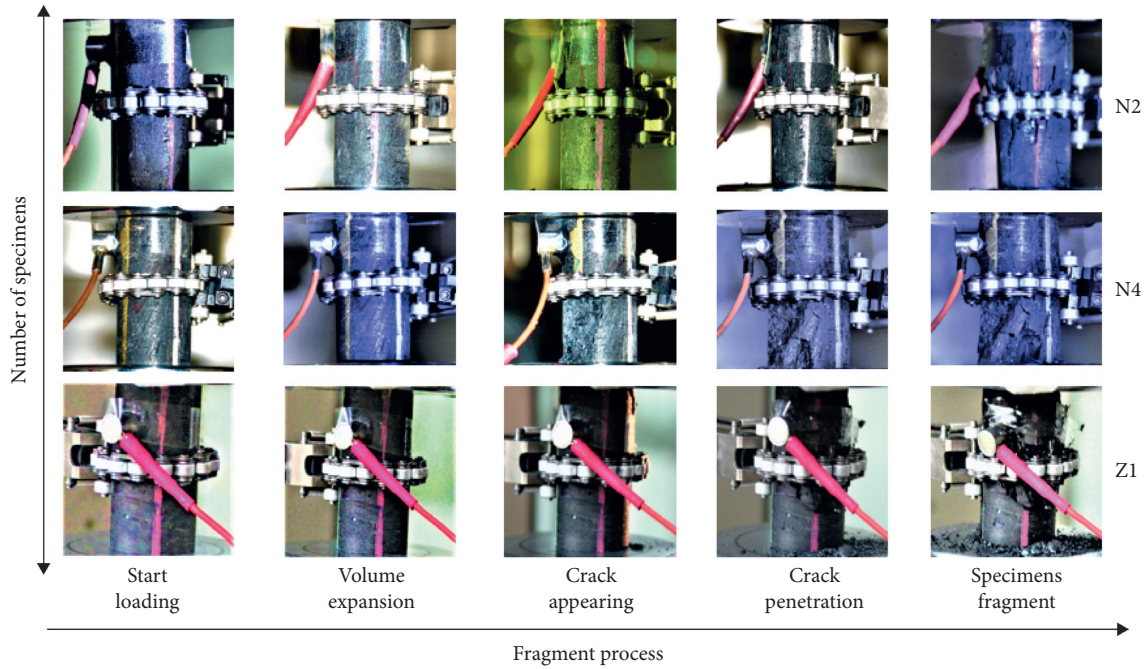 Number of specimens
N2
N4
Z1
Start
loading
Volume
expansion
Crack
appearing
Crack
penetration
Specimens
fragment
Fragment process